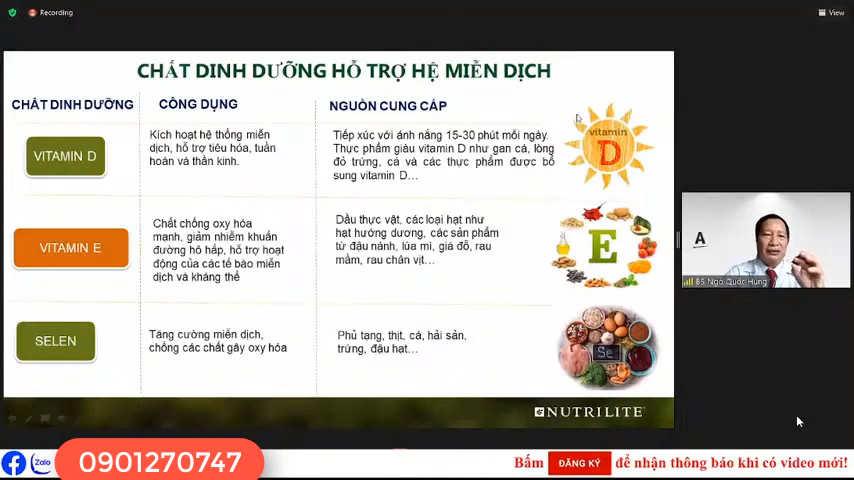 Recording
View
CHẤT DINH DƯỠNG HỖ TRỢ HỆ MIỄN DỊCH
CHẤT DINH DƯỠNG
CÔNG DỤNG
NGUỒN CUNG CẤP
VITAMIN D
Kích hoạt hệ thống miễn
dịch, hỗ trợ tiêu hóa, tuần
hoàn và thần kinh.
Tiếp xúc với ánh nắng 15-30 phút mỗi ngày.
Thực phẩm giàu vitamin D như gan cá, lòng
đỏ trứng, cá và các thực phẩm được bổ
sung vitamin D...
vitamin
D
VITAMIN E
Chất chống oxy hóa
mạnh, giảm nhiễm khuẩn
đường hô hấp, hỗ trợ hoạt
động của các tế bào miễn
dịch và kháng thể
Dầu thực vật, các loại hạt như
hạt hướng dương, các sản phẩm
từ đậu nành, lúa mì, giá đỗ, rau
mầm, rau chân vịt...
E
SELEN
Tăng cường miễn dịch,
chống các chất gây oxy hóa
Phủ tạng, thịt, cá, hải sản,
trứng, đậu hạt...
Se
NUTRILITE
A
BS Ngô Quốc Hùng
Zalo
0901270747
Bấm ĐĂNG KÝ để nhận thông báo khi có video mới!